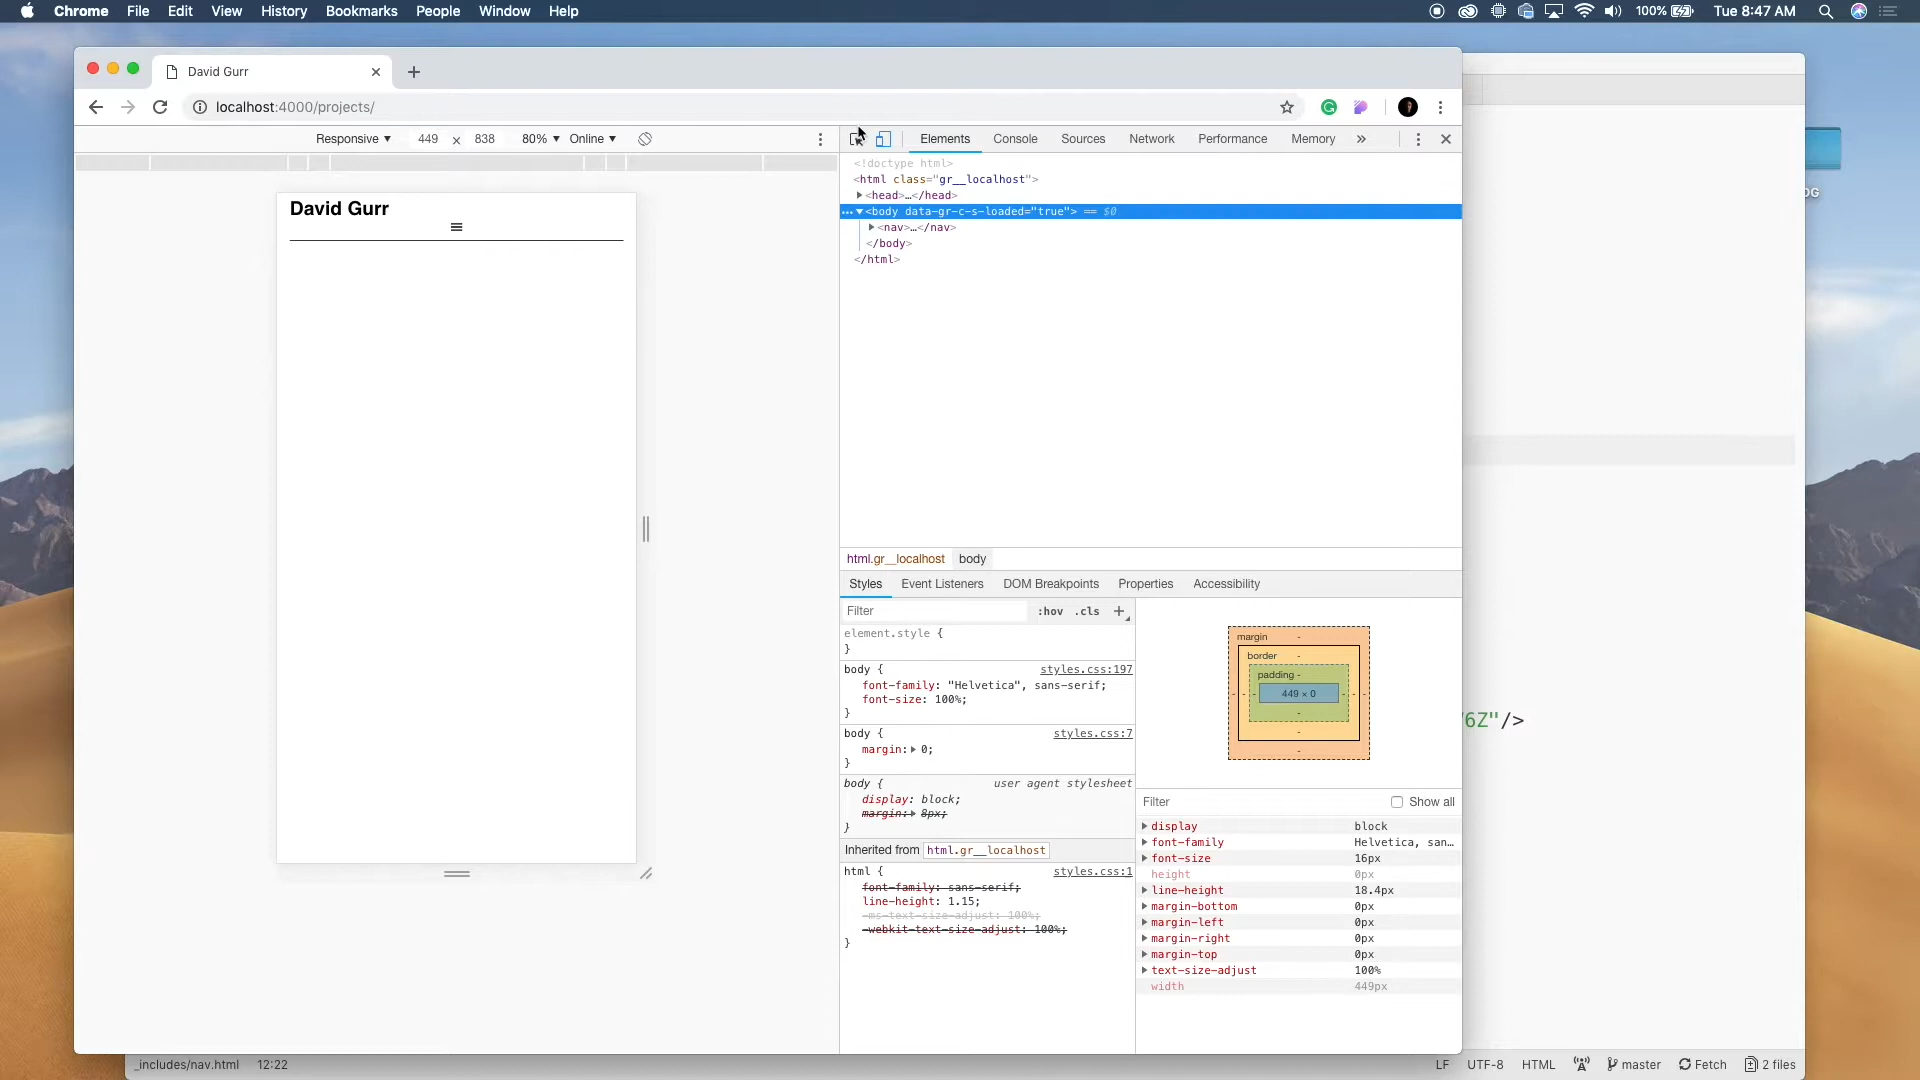 Chrome File Edit View History Bookmarks People Window Help
100% Tue 8:47 AM
David Gurr
localhost:4000/projects/
Responsive ▼ 449 x 838 80% ▼ Online ▼
Elements Console Sources Network Performance Memory »
David Gurr
<!doctype html>
<html class="gr__localhost">
<head>…</head>
<body data-gr-c-s-loaded="true"> == $0
<nav>…</nav>
</body>
</html>
html.gr__localhost body
Styles Event Listeners DOM Breakpoints Properties Accessibility
Filter :hov .cls +
element.style {
}
body { styles.css:197
font-family: "Helvetica", sans-serif;
font-size: 100%;
}
body { styles.css:7
margin: 0;
}
body { user agent stylesheet
display: block;
margin: 8px;
}
Inherited from html.gr__localhost
html { styles.css:1
font-family: sans-serif;
line-height: 1.15;
-ms-text-size-adjust: 100%;
-webkit-text-size-adjust: 100%;
}
margin -
border -
padding -
449 × 0
Filter Show all
display block
font-family Helvetica, san…
font-size 16px
height 0px
line-height 18.4px
margin-bottom 0px
margin-left 0px
margin-right 0px
margin-top 0px
text-size-adjust 100%
width 449px
6Z"/>
OG
_includes/nav.html 12:22
LF UTF-8 HTML master Fetch 2 files